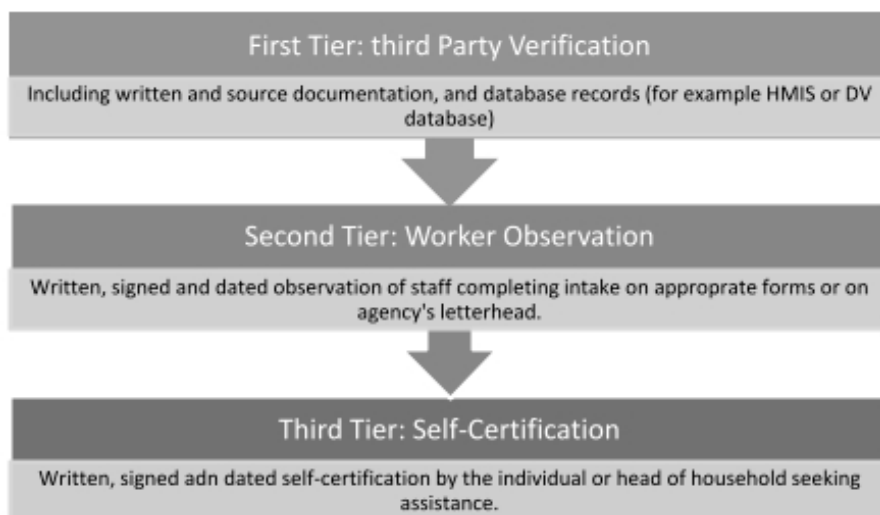 First Tier: third Party Verification
Including written and source documentation, and database records (for example HMIS or DV
database)
Second Tier: Worker Observation
Written, signed and dated observation of staff completing intake on approprate forms or on
agency's letterhead.
Third Tier: Self-Certification
Written, signed adn dated self-certification by the individual or head of household seeking
assistance.